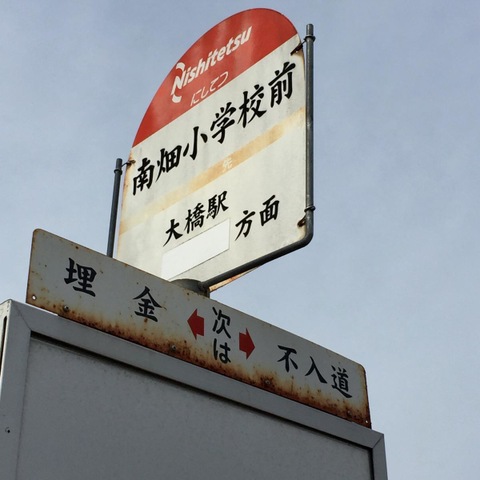 Nishitetsu
にしてつ
南畑小学校前
大橋駅 方面
埋金 次は 不入道